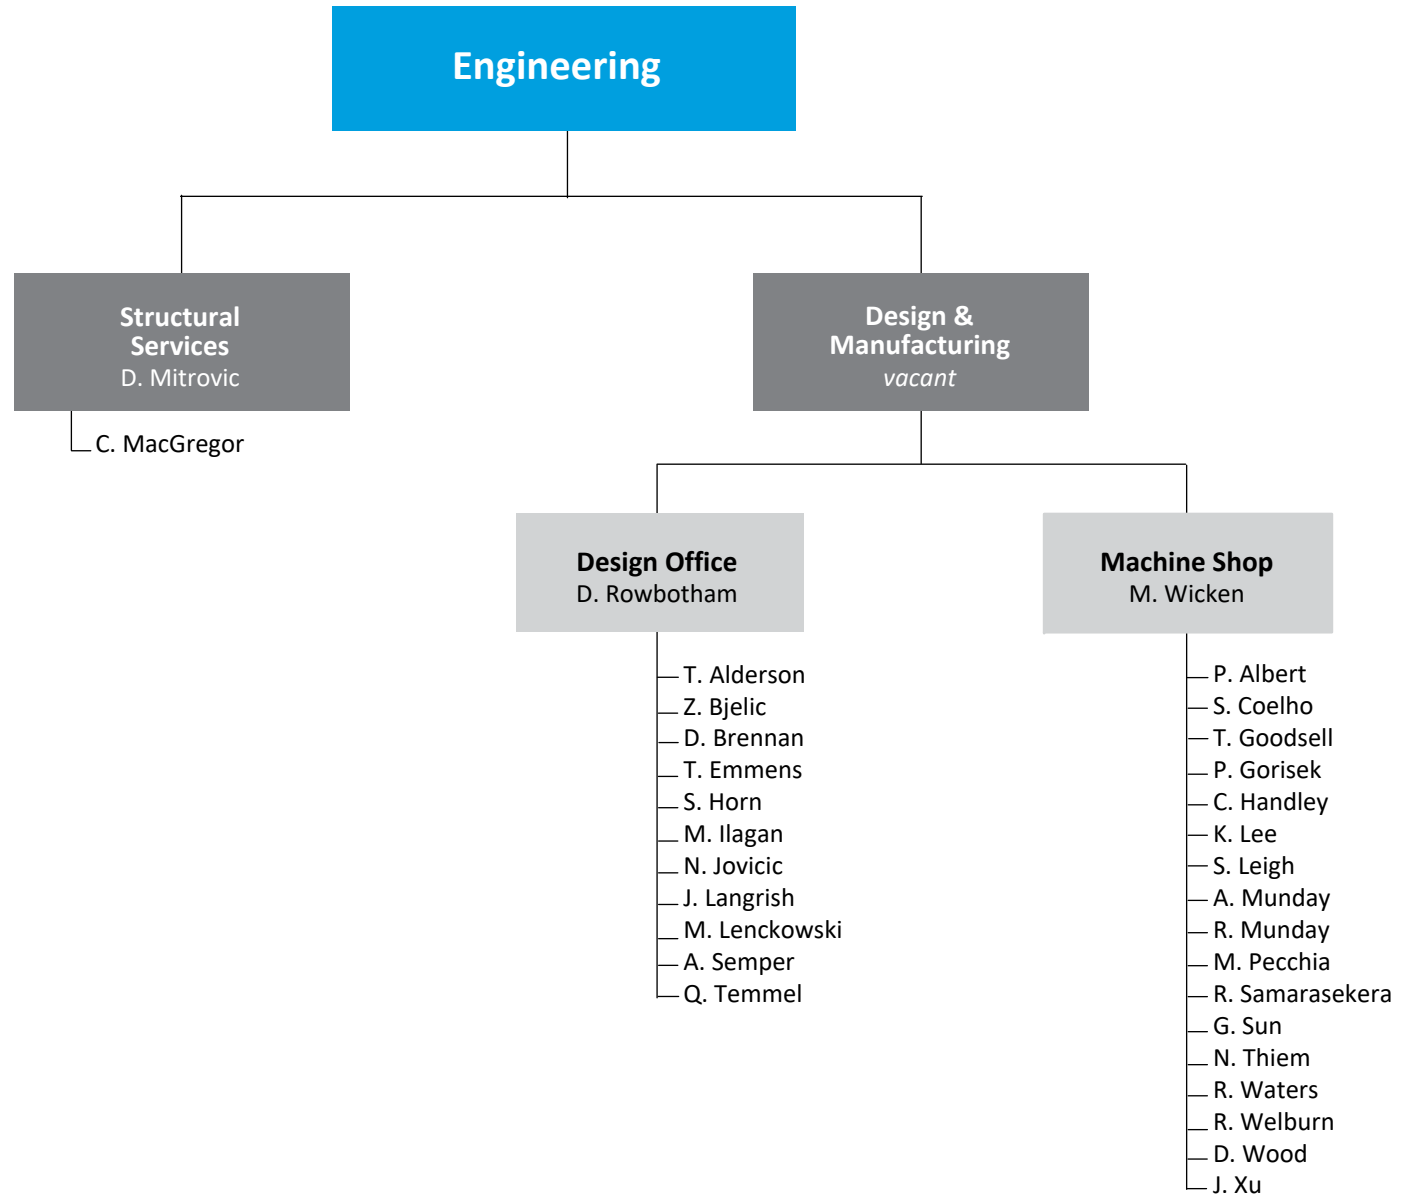 Engineering
Structural
Services
D. Mitrovic
C. MacGregor
Design &
Manufacturing
vacant
Design Office
D. Rowbotham
T. Alderson
Z. Bjelic
D. Brennan
T. Emmens
S. Horn
M. Ilagan
N. Jovicic
J. Langrish
M. Lenckowski
A. Semper
Q. Temmel
Machine Shop
M. Wicken
P. Albert
S. Coelho
T. Goodsell
P. Gorisek
C. Handley
K. Lee
S. Leigh
A. Munday
R. Munday
M. Pecchia
R. Samarasekera
G. Sun
N. Thiem
R. Waters
R. Welburn
D. Wood
J. Xu